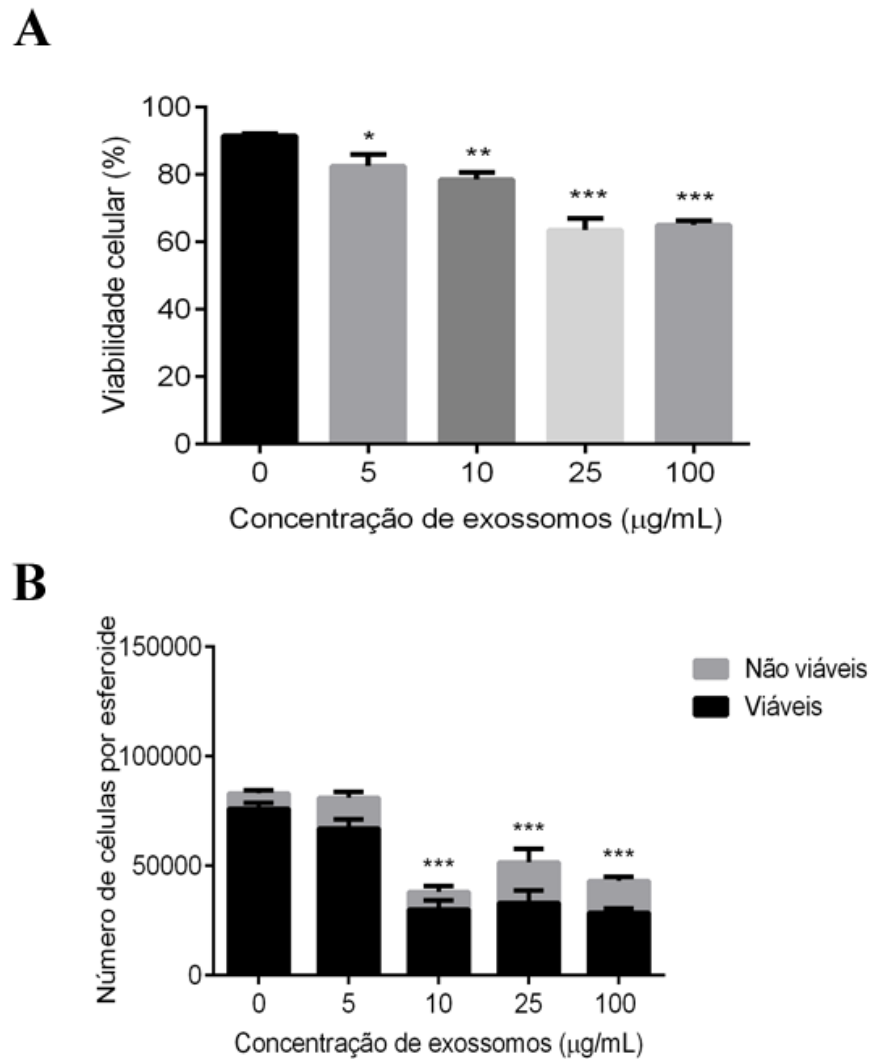 A
Viabilidade celular (%)
100
80
60
40
20
0
*
**
***
***
0 5 10 25 100
Concentração de exossomos (μg/mL)
B
Número de células por esferoide
150000
100000
50000
0
***
***
***
0 5 10 25 100
Concentração de exossomos (μg/mL)
Não viáveis
Viáveis